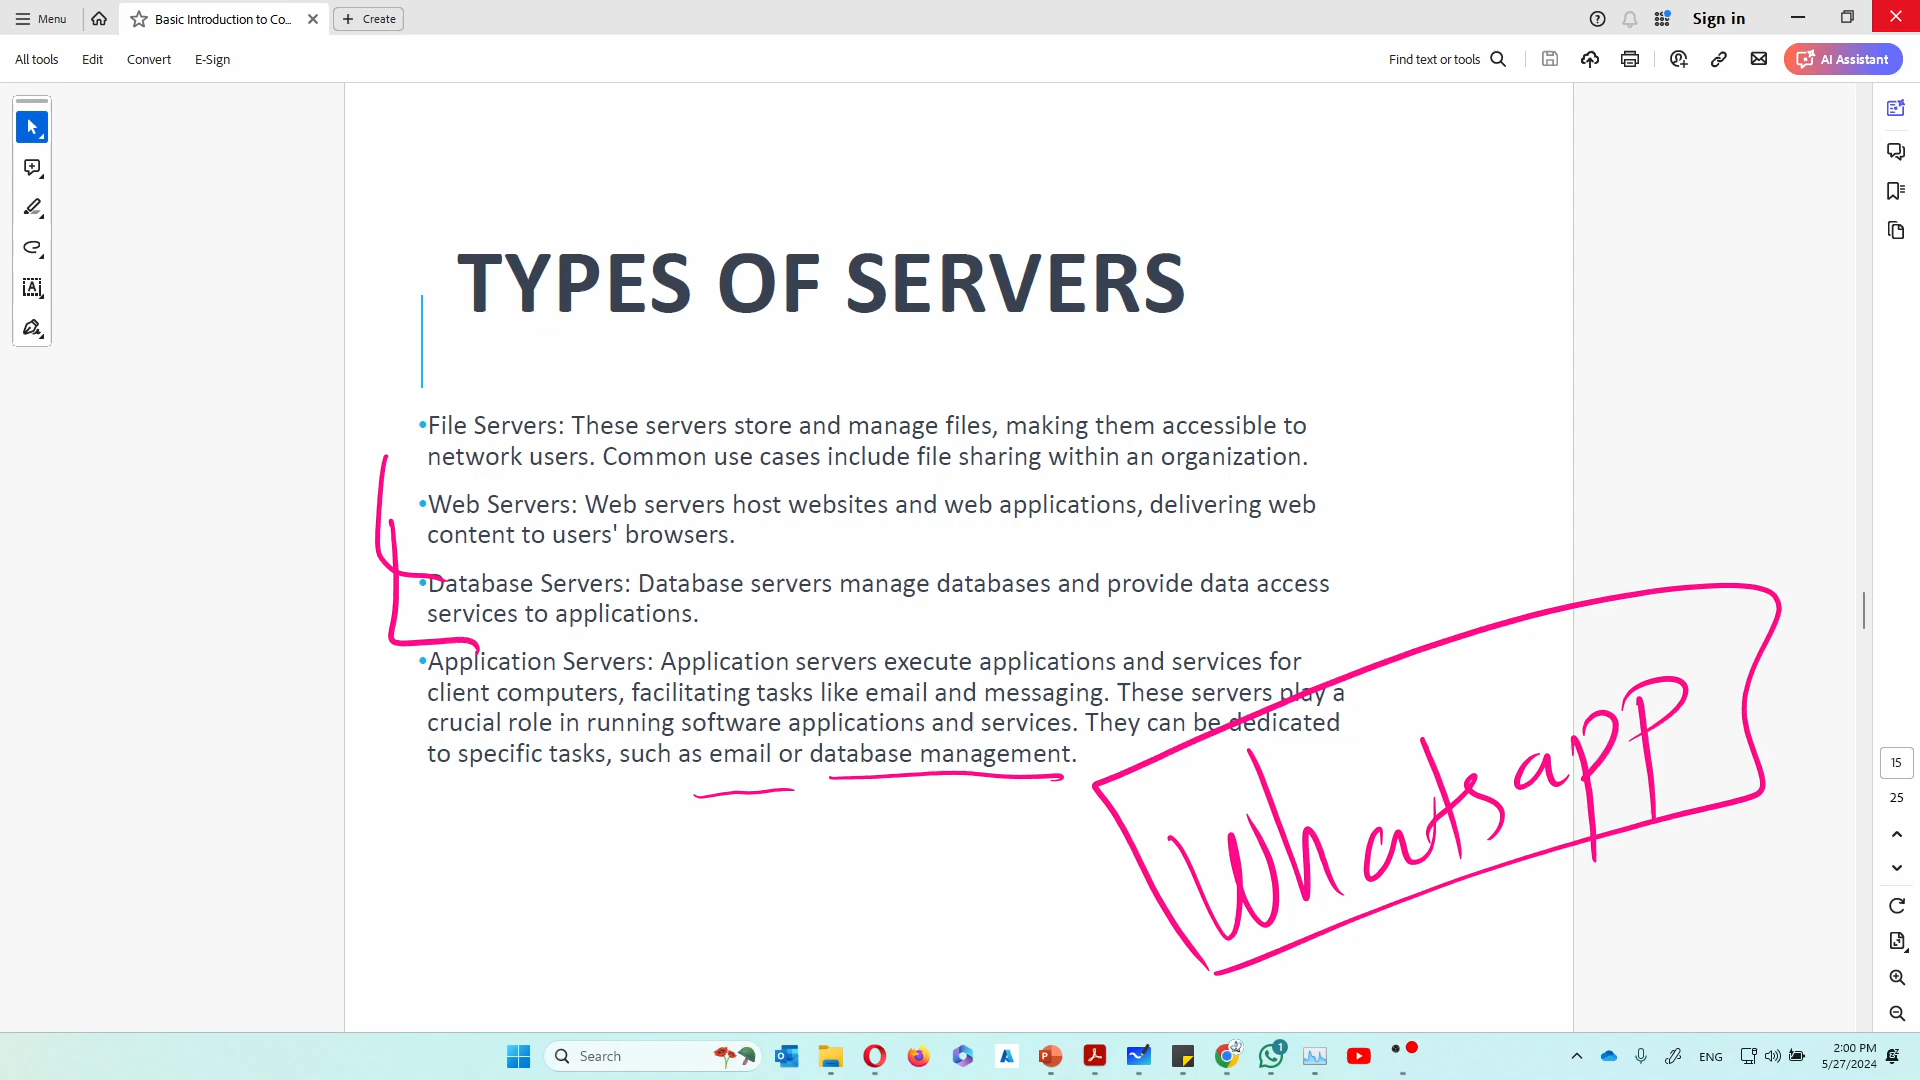 Menu
Basic Introduction to Co...
Create
Sign in
All tools
Edit
Convert
E-Sign
Find text or tools
AI Assistant
TYPES OF SERVERS
•File Servers: These servers store and manage files, making them accessible to
network users. Common use cases include file sharing within an organization.
•Web Servers: Web servers host websites and web applications, delivering web
content to users' browsers.
•Database Servers: Database servers manage databases and provide data access
services to applications.
•Application Servers: Application servers execute applications and services for
client computers, facilitating tasks like email and messaging. These servers play a
crucial role in running software applications and services. They can be dedicated
to specific tasks, such as email or database management.
Whatsapp
15
25
Search
1
ENG
2:00 PM
5/27/2024